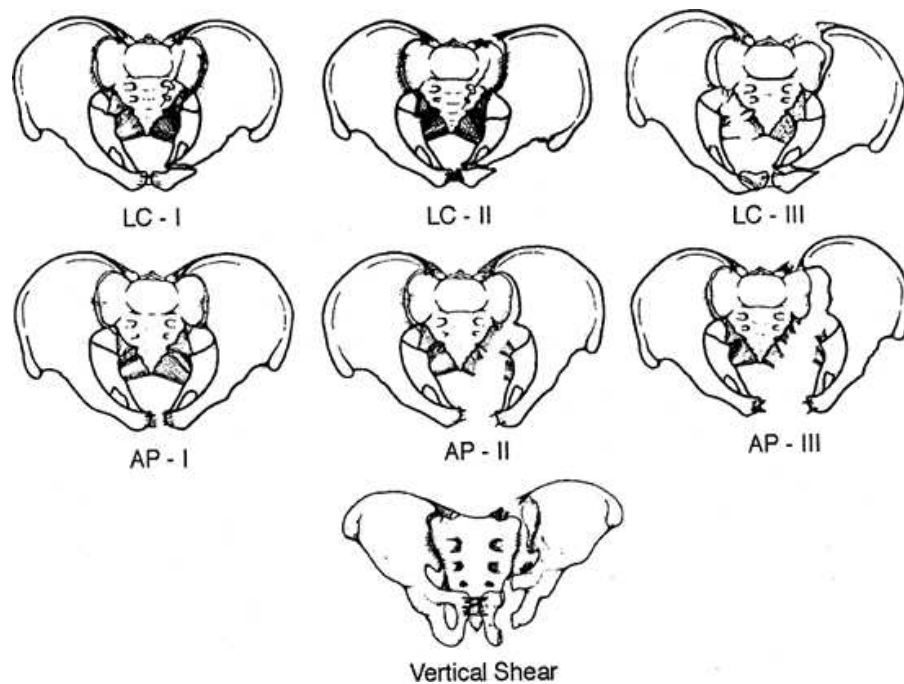 LC - I
LC - II
LC - III
AP - I
AP - II
AP - III
Vertical Shear